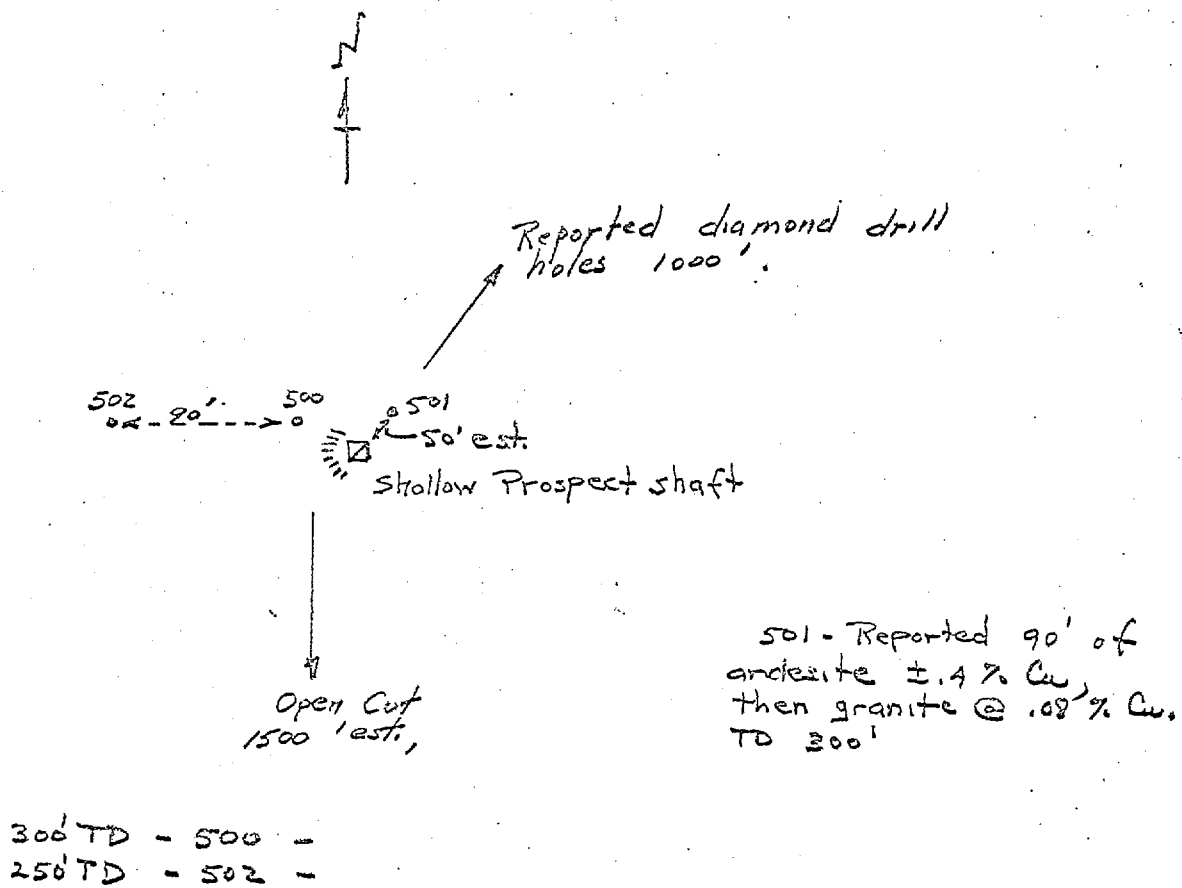 N
Reported diamond drill
holes 1000'.
502 500 501
20'
50' est.
Shallow Prospect shaft
Open Cut
1500' est.,
501 - Reported 90' of
andesite ±.4 % Cu,
then granite @ .08 % Cu.
TD 300'
300' TD - 500 -
250' TD - 502 -